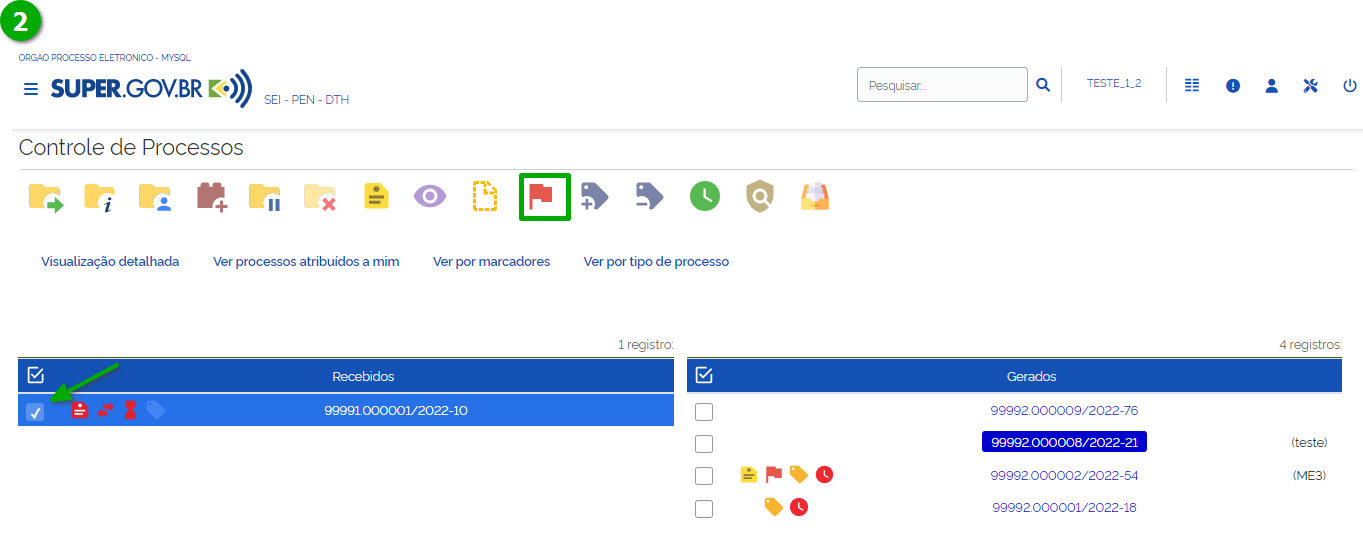 2
ORGAO PROCESSO ELETRONICO - MYSQL
SUPER.GOV.BR
SEI - PEN - DTH
Pesquisar...
TESTE_1_2
Controle de Processos
Visualização detalhada Ver processos atribuídos a mim Ver por marcadores Ver por tipo de processo
1 registro:
Recebidos
99991.000001/2022-10
4 registros:
Gerados
99992.000009/2022-76
99992.000008/2022-21 (teste)
99992.000002/2022-54 (ME3)
99992.000001/2022-18